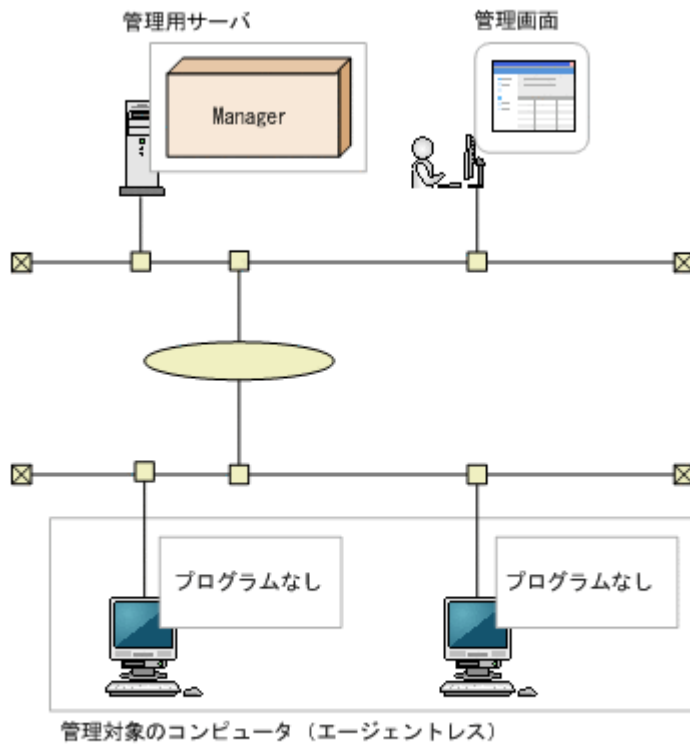 管理用サーバ
管理画面
Manager
プログラムなし
プログラムなし
管理対象のコンピュータ（エージェントレス）